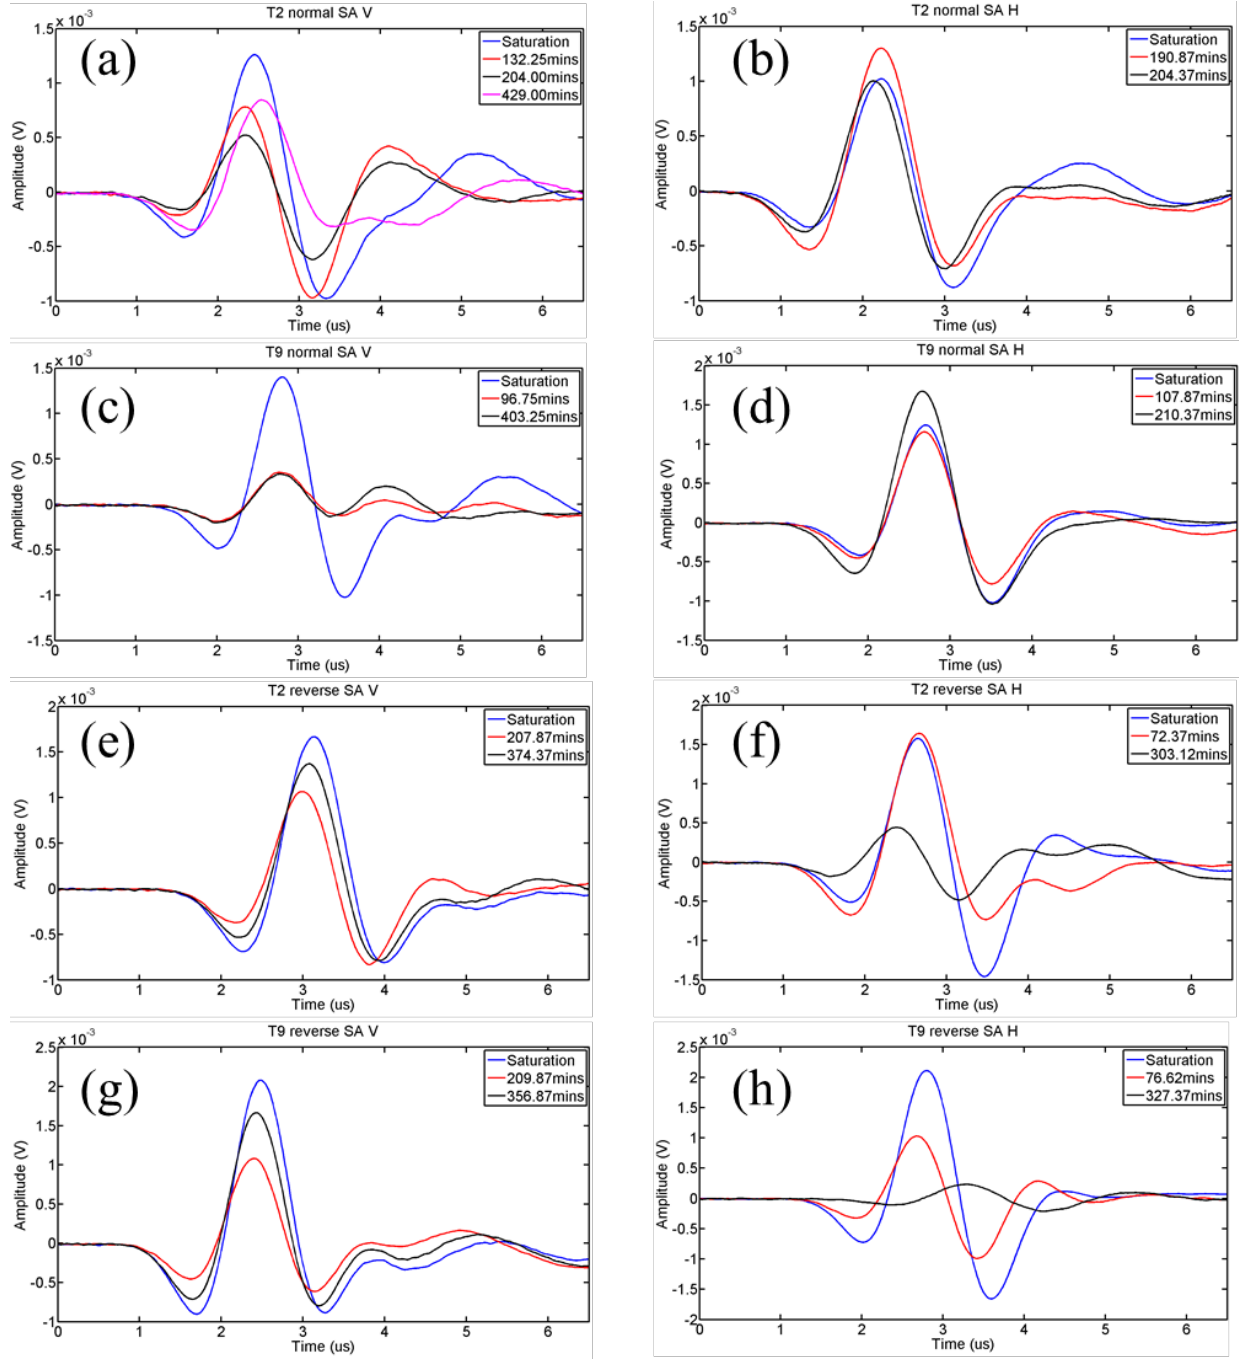 T2 normal SA V
x 10-3
(a)
Saturation
132.25mins
204.00mins
429.00mins
1.5
1
0.5
0
-0.5
-1
Amplitude (V)
0 1 2 3 4 5 6
Time (us)
T2 normal SA H
x 10-3
(b)
Saturation
190.87mins
204.37mins
1.5
1
0.5
0
-0.5
-1
Amplitude (V)
0 1 2 3 4 5 6
Time (us)
T9 normal SA V
x 10-3
(c)
Saturation
96.75mins
403.25mins
1.5
1
0.5
0
-0.5
-1
-1.5
Amplitude (V)
0 1 2 3 4 5 6
Time (us)
T9 normal SA H
x 10-3
(d)
Saturation
107.87mins
210.37mins
2
1.5
1
0.5
0
-0.5
-1
-1.5
Amplitude (V)
0 1 2 3 4 5 6
Time (us)
T2 reverse SA V
x 10-3
(e)
Saturation
207.87mins
374.37mins
2
1.5
1
0.5
0
-0.5
-1
Amplitude (V)
0 1 2 3 4 5 6
Time (us)
T2 reverse SA H
x 10-3
(f)
Saturation
72.37mins
303.12mins
2
1.5
1
0.5
0
-0.5
-1
-1.5
Amplitude (V)
0 1 2 3 4 5 6
Time (us)
T9 reverse SA V
x 10-3
(g)
Saturation
209.87mins
356.87mins
2.5
2
1.5
1
0.5
0
-0.5
-1
Amplitude (V)
0 1 2 3 4 5 6
Time (us)
T9 reverse SA H
x 10-3
(h)
Saturation
76.62mins
327.37mins
2.5
2
1.5
1
0.5
0
-0.5
-1
-1.5
-2
Amplitude (V)
0 1 2 3 4 5 6
Time (us)